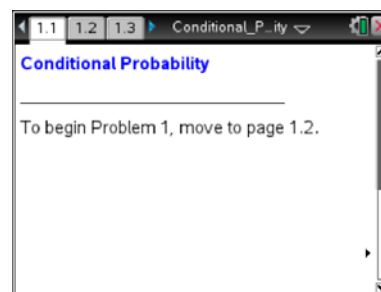 1.1 1.2 1.3 Conditional_P...ity
Conditional Probability
To begin Problem 1, move to page 1.2.